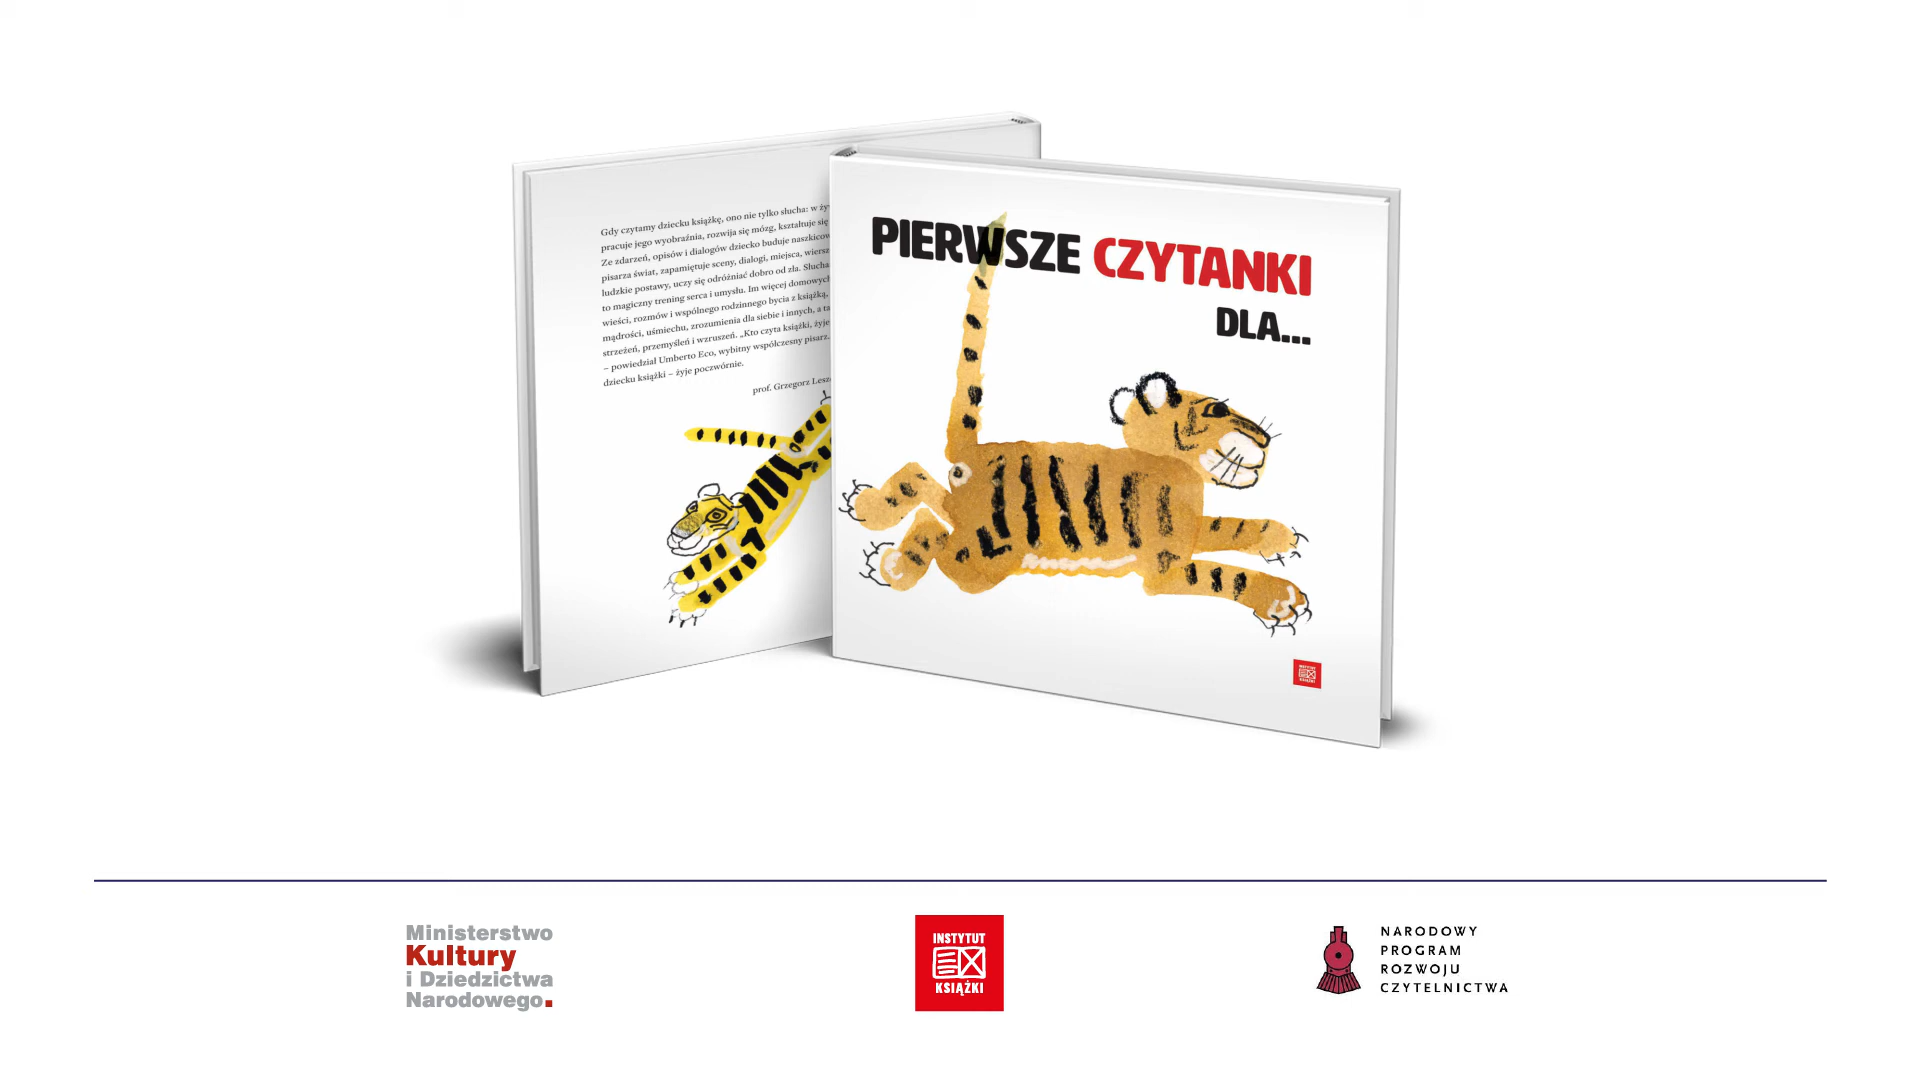 Gdy czytamy dziecku książkę, ono nie tylko słucha: w
pracuje jego wyobraźnia, rozwija się mózg, kształtuje się
Ze zdarzeń, opisów i dialogów dziecko buduje
pisarza świat, zapamiętuje sceny, dialogi, miejsca,
ludzkie postawy, uczy się odróżniać dobro od zła.
to magiczny trening serca i umysłu. Im więcej domowych
wieści, rozmów i wspólnego rodzinnego bycia z książką,
mądrości, uśmiechu, zrozumienia dla siebie i innych, a
strzeżeń, przemyśleń i wzruszeń. „Kto czyta książki, żyje
– powiedział Umberto Eco, wybitny współczesny pisarz.
dziecku książki – żyje poczwórnie.
prof. Grzegorz
PIERWSZE CZYTANKI
DLA...
INSTYTUT
KSIĄŻKI
Ministerstwo
Kultury
i Dziedzictwa
Narodowego.
INSTYTUT
KSIĄŻKI
NARODOWY
PROGRAM
ROZWOJU
CZYTELNICTWA